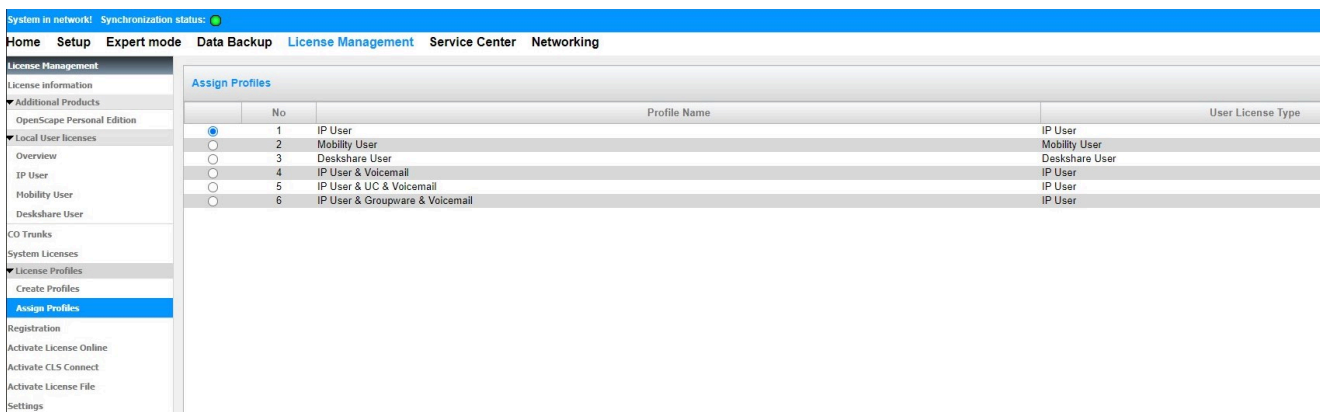 System in network! Synchronization status:
Home Setup Expert mode Data Backup License Management Service Center Networking
License Management
License information
Additional Products
OpenScape Personal Edition
Local User licenses
Overview
IP User
Mobility User
Deskshare User
CO Trunks
System Licenses
License Profiles
Create Profiles
Assign Profiles
Registration
Activate License Online
Activate CLS Connect
Activate License File
Settings
Assign Profiles
No Profile Name User License Type
1 IP User IP User
2 Mobility User Mobility User
3 Deskshare User Deskshare User
4 IP User & Voicemail IP User
5 IP User & UC & Voicemail IP User
6 IP User & Groupware & Voicemail IP User